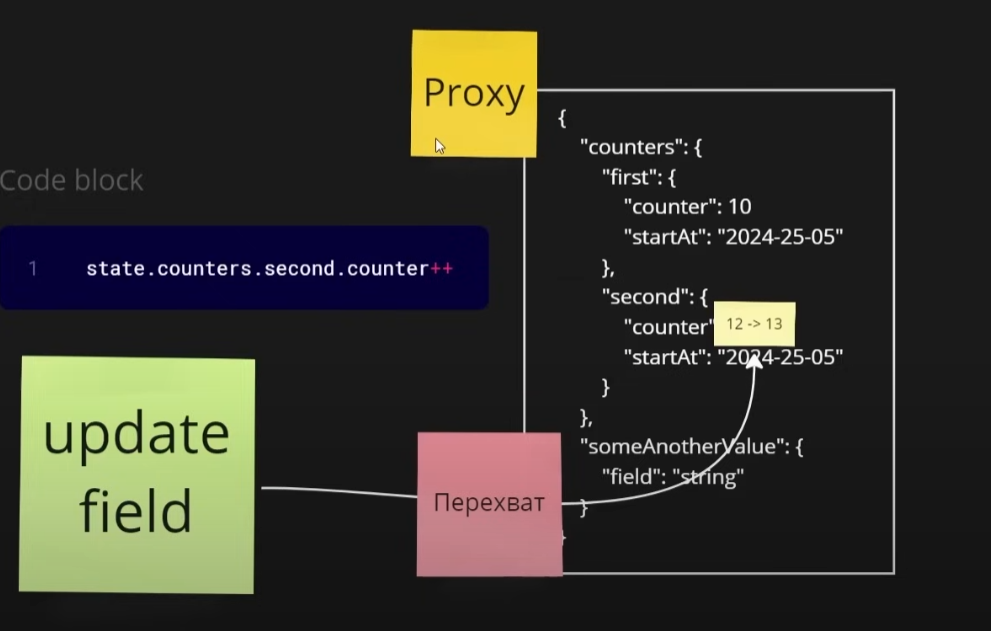 Proxy
{
"counters": {
"first": {
"counter": 10
"startAt": "2024-25-05"
},
"second": {
"counter"
12 -> 13
"startAt": "2024-25-05"
}
},
"someAnotherValue": {
"field": "string"
}
}
Code block
1 state.counters.second.counter++
update
field
Перехват